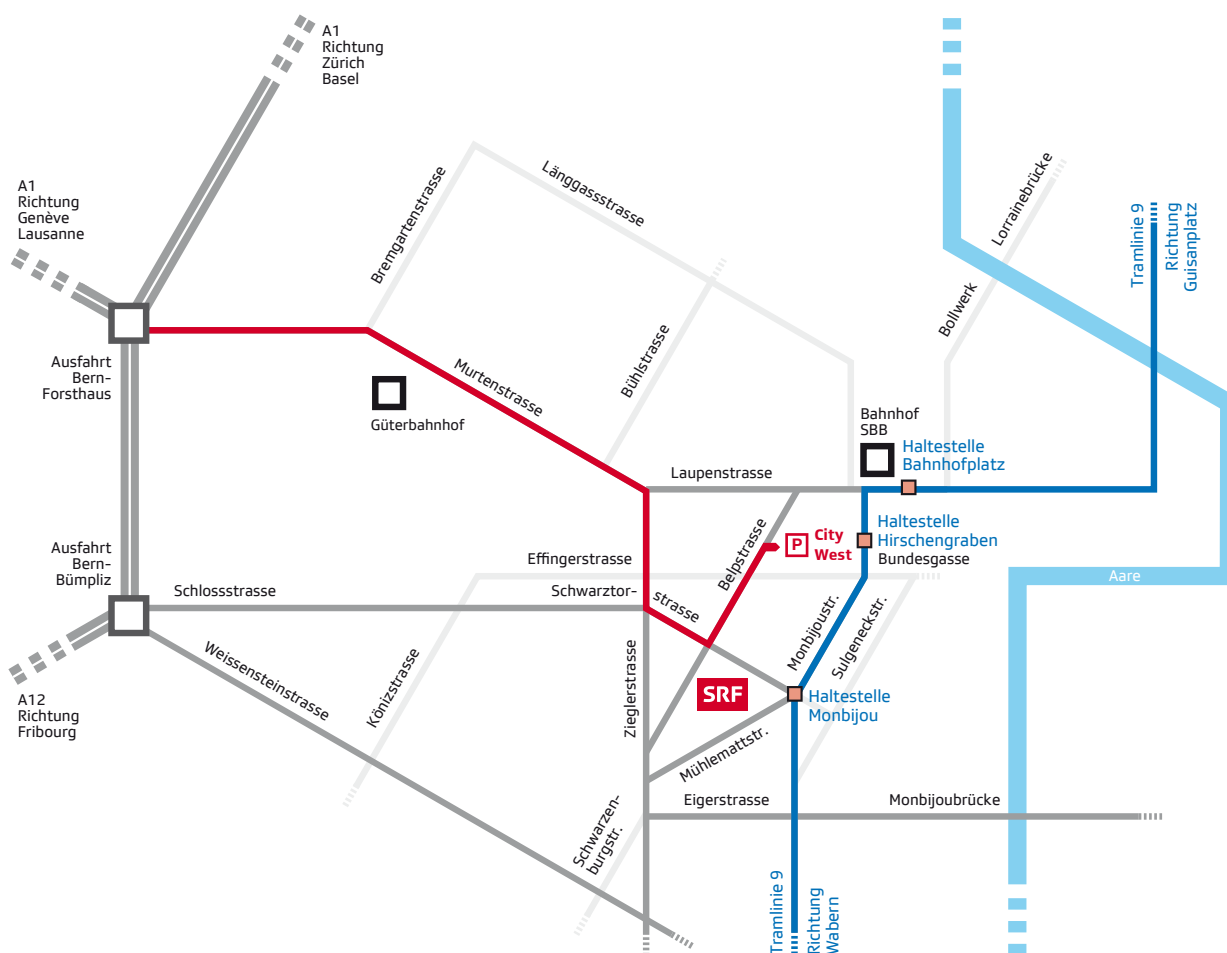 A1
Richtung
Zürich
Basel
A1
Richtung
Genève
Lausanne
Bremgartenstrasse
Länggassstrasse
Lorrainebrücke
Tramlinie 9
Richtung
Guisanplatz
Bollwerk
Bühlstrasse
Murtenstrasse
Ausfahrt
Bern-
Forsthaus
Güterbahnhof
Bahnhof
SBB
Haltestelle
Bahnhofplatz
Laupenstrasse
Haltestelle
Hirschengraben
Bundesgasse
P
City
West
Belpstrasse
Effingerstrasse
Aare
Ausfahrt
Bern-
Bümpliz
Schlossstrasse
Schwarztor-
strasse
Monbijoustr.
Sulgeneckstr.
Weissensteinstrasse
Könizstrasse
Zieglerstrasse
SRF
Haltestelle
Monbijou
A12
Richtung
Fribourg
Mühlemattstr.
Eigerstrasse
Monbijoubrücke
Schwarzen-
burgstr.
Tramlinie 9
Richtung
Wabern